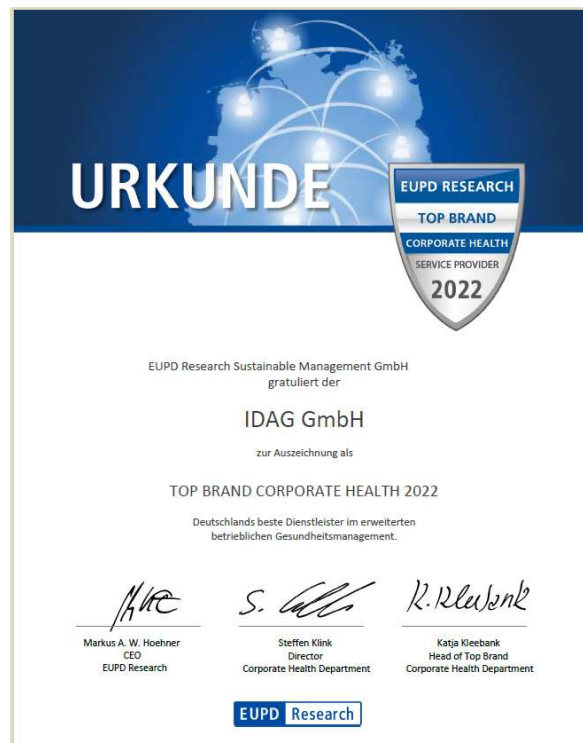 URKUNDE
EUPD RESEARCH
TOP BRAND
CORPORATE HEALTH
SERVICE PROVIDER
2022
EUPD Research Sustainable Management GmbH
gratuliert der
IDAG GmbH
zur Auszeichnung als
TOP BRAND CORPORATE HEALTH 2022
Deutschlands beste Dienstleister im erweiterten
betrieblichen Gesundheitsmanagement.
S.
R. Kleebank
Markus A. W. Hoehner
CEO
EUPD Research
Steffen Klink
Director
Corporate Health Department
Katja Kleebank
Head of Top Brand
Corporate Health Department
EUPD Research